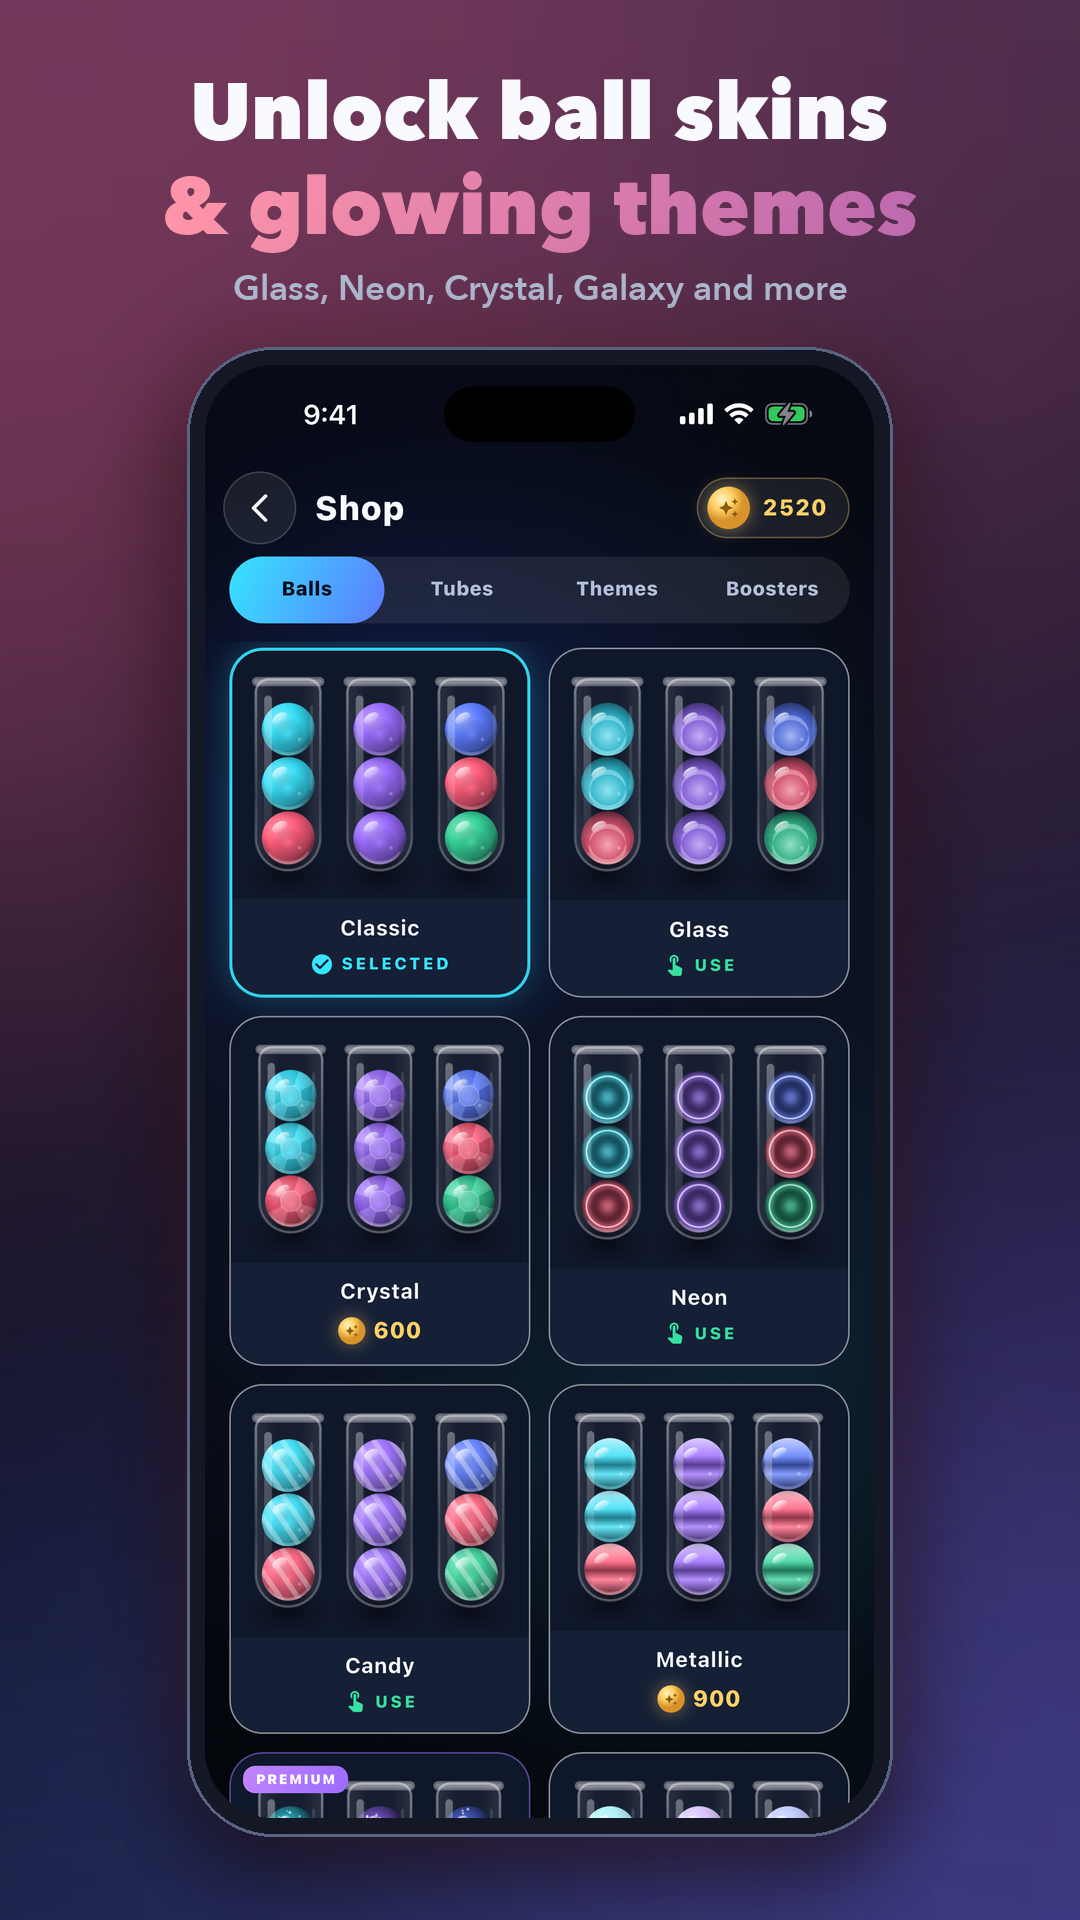 Unlock ball skins
& glowing themes
Glass, Neon, Crystal, Galaxy and more
9:41
Shop
2520
Balls
Tubes
Themes
Boosters
Classic
SELECTED
Glass
USE
Crystal
600
Neon
USE
Candy
USE
Metallic
900
PREMIUM